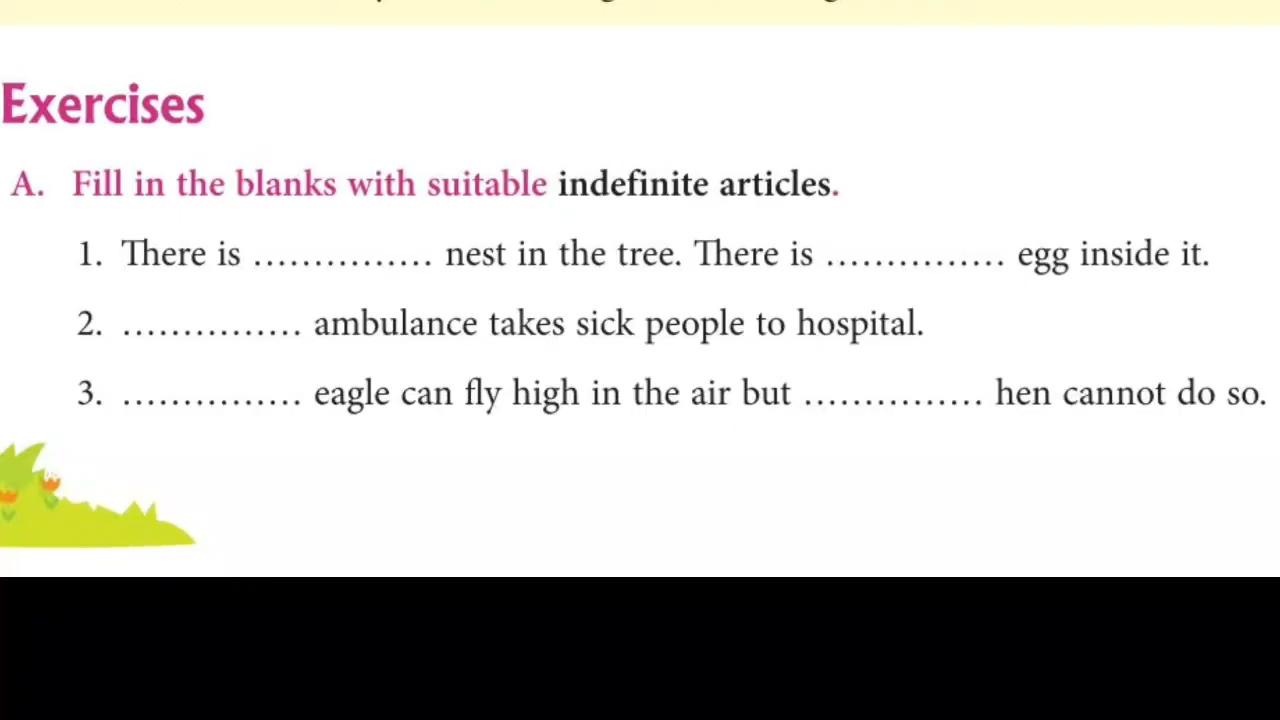 Exercises
A. Fill in the blanks with suitable indefinite articles.
1. There is ............... nest in the tree. There is ............... egg inside it.
2. ............... ambulance takes sick people to hospital.
3. ............... eagle can fly high in the air but ............... hen cannot do so.